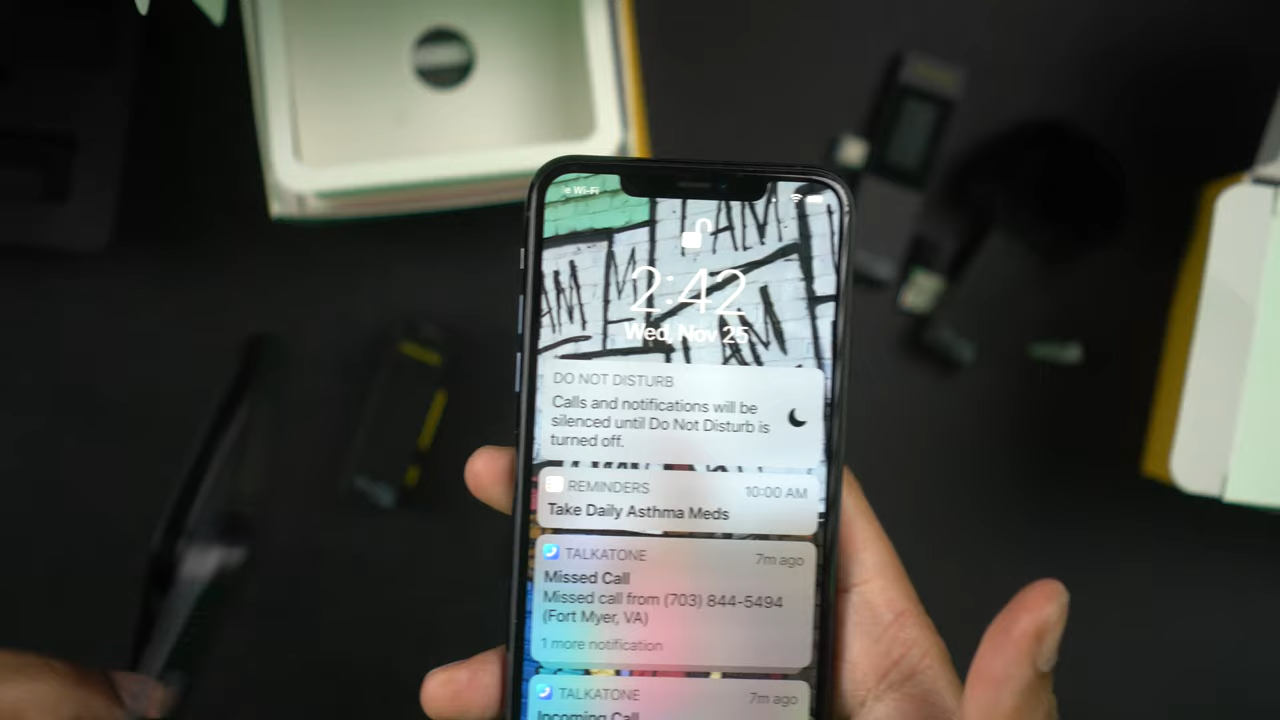 e Wi-Fi
AM
AM
M
AM
2:42
Wed, Nov 25
DO NOT DISTURB
Calls and notifications will be
silenced until Do Not Disturb is
turned off.
REMINDERS 10:00 AM
Take Daily Asthma Meds
TALKATONE 7m ago
Missed Call
Missed call from (703) 844-5494
(Fort Myer, VA)
1 more notification
TALKATONE 7m ago
Incoming Call